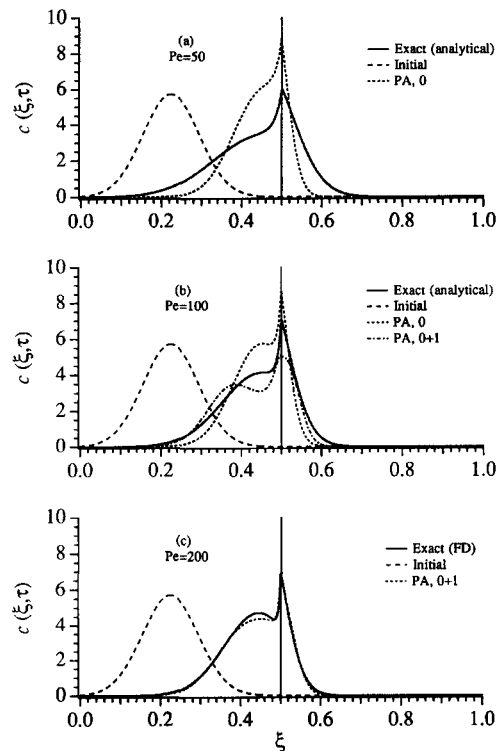 (a)
Pe=50
Exact (analytical)
Initial
PA, 0
c (ξ,τ)
10
8
6
4
2
0
0.0 0.2 0.4 0.6 0.8 1.0
(b)
Pe=100
Exact (analytical)
Initial
PA, 0
PA, 0+1
c (ξ,τ)
10
8
6
4
2
0
0.0 0.2 0.4 0.6 0.8 1.0
(c)
Pe=200
Exact (FD)
Initial
PA, 0+1
c (ξ,τ)
10
8
6
4
2
0
0.0 0.2 0.4 0.6 0.8 1.0
ξ